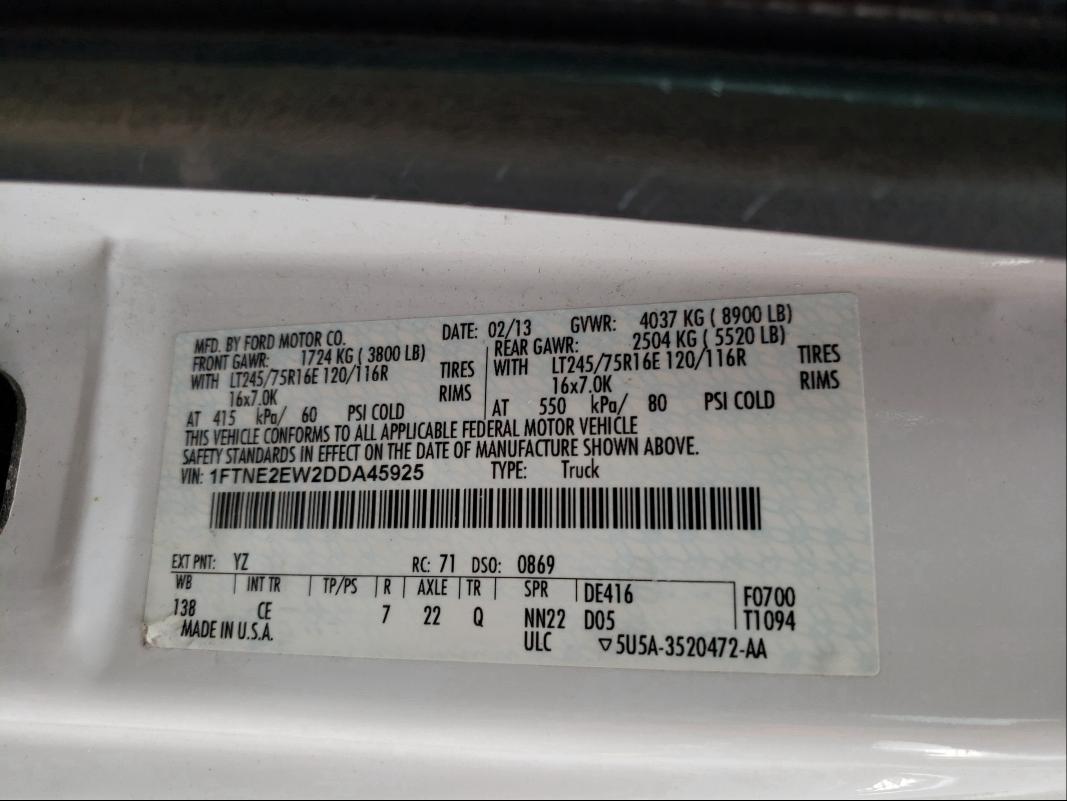 MFD. BY FORD MOTOR CO. DATE: 02/13 GVWR: 4037 KG ( 8900 LB)
FRONT GAWR: 1724 KG ( 3800 LB) REAR GAWR: 2504 KG ( 5520 LB)
WITH LT245/75R16E 120/116R TIRES WITH LT245/75R16E 120/116R TIRES
16x7.0K RIMS 16x7.0K RIMS
AT 415 kPa/ 60 PSI COLD AT 550 kPa/ 80 PSI COLD
THIS VEHICLE CONFORMS TO ALL APPLICABLE FEDERAL MOTOR VEHICLE
SAFETY STANDARDS IN EFFECT ON THE DATE OF MANUFACTURE SHOWN ABOVE.
VIN: 1FTNE2EW2DDA45925 TYPE: Truck
EXT PNT: YZ RC: 71 DSO: 0869
WB INT TR TP/PS R AXLE TR SPR DE416 F0700
138 CE 7 22 Q NN22 D05 T1094
MADE IN U.S.A. ULC ▽5U5A-3520472-AA